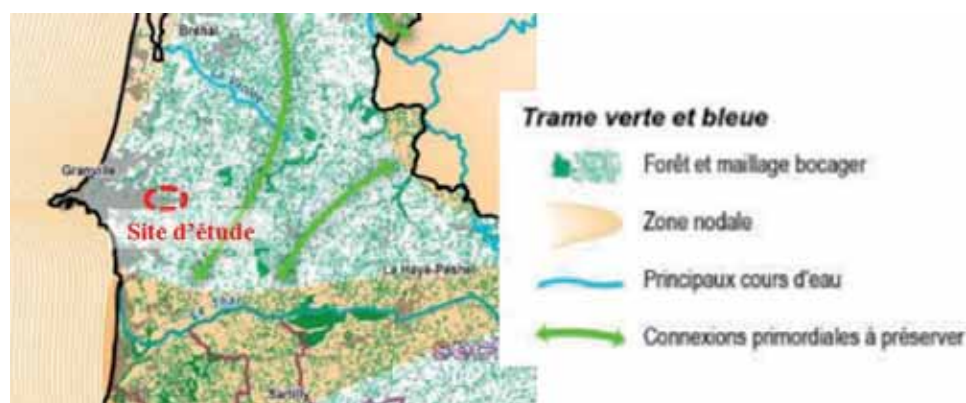 Bréhal
Granville
Site d'étude
La Haye-Pesnel
Sartilly
Trame verte et bleue
Forêt et maillage bocager
Zone nodale
Principaux cours d'eau
Connexions primordiales à préserver